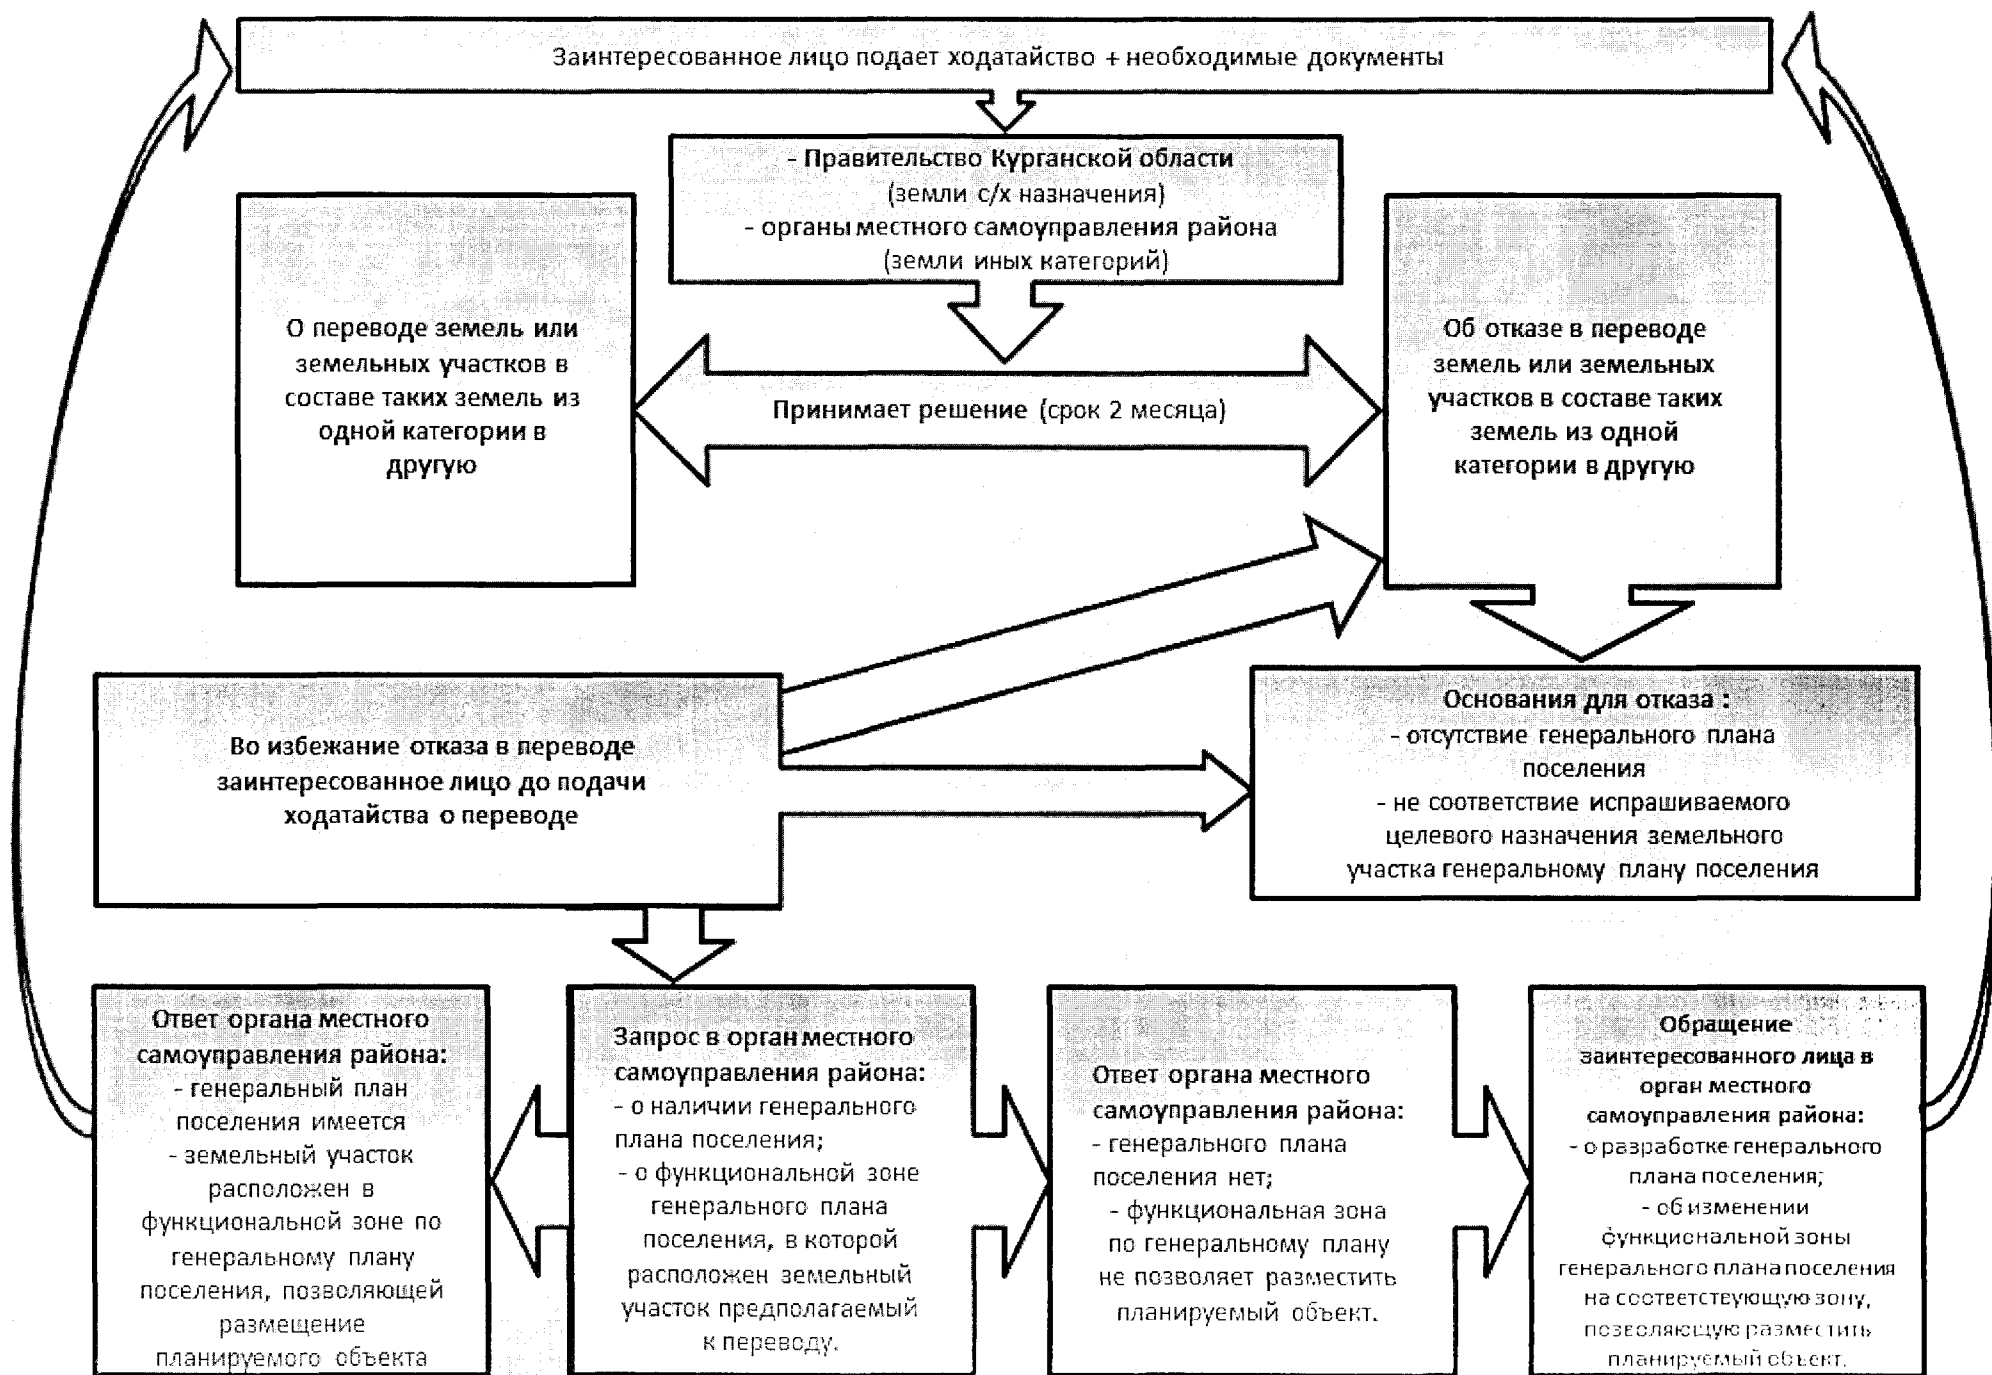 Заинтересованное лицо подает ходатайство + необходимые документы
- Правительство Курганской области
(земли с/х назначения)
- органы местного самоуправления района
(земли иных категорий)
О переводе земель или
земельных участков в
составе таких земель из
одной категории в
другую
Принимает решение (срок 2 месяца)
Об отказе в переводе
земель или земельных
участков в составе таких
земель из одной
категории в другую
Во избежание отказа в переводе
заинтересованное лицо до подачи
ходатайства о переводе
Основания для отказа :
- отсутствие генерального плана
поселения
- не соответствие испрашиваемого
целевого назначения земельного
участка генеральному плану поселения
Ответ органа местного
самоуправления района:
- генеральный план
поселения имеется
- земельный участок
расположен в
функциональной зоне по
генеральному плану
поселения, позволяющей
размещение
планируемого объекта
Запрос в орган местного
самоуправления района:
- о наличии генерального
плана поселения;
- о функциональной зоне
генерального плана
поселения, в которой
расположен земельный
участок предполагаемый
к переводу.
Ответ органа местного
самоуправления района:
- генерального плана
поселения нет;
- функциональная зона
по генеральному плану
не позволяет разместить
планируемый объект.
Обращение
заинтересованного лица в
орган местного
самоуправления района:
- о разработке генерального
плана поселения;
- об изменении
функциональной зоны
генерального плана поселения
на соответствующую зону,
позволяющую разместить
планируемый объект.